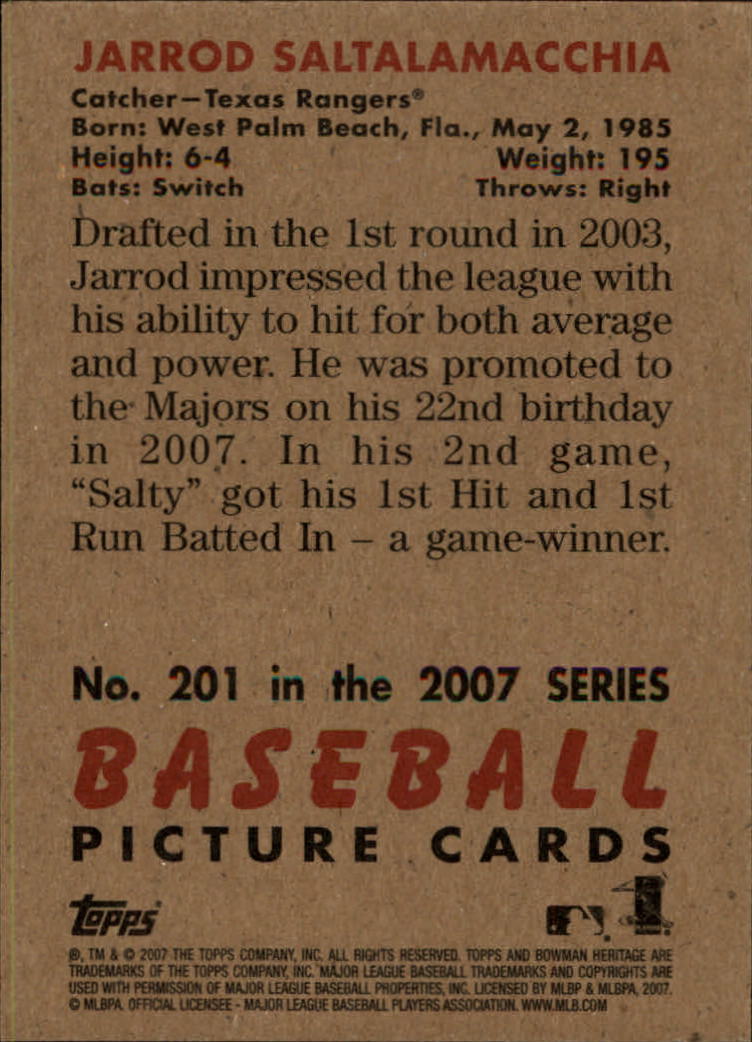 JARROD SALTALAMACCHIA
Catcher—Texas Rangers®
Born: West Palm Beach, Fla., May 2, 1985
Height: 6-4 Weight: 195
Bats: Switch Throws: Right
Drafted in the 1st round in 2003,
Jarrod impressed the league with
his ability to hit for both average
and power. He was promoted to
the Majors on his 22nd birthday
in 2007. In his 2nd game,
“Salty” got his 1st Hit and 1st
Run Batted In – a game-winner.
No. 201 in the 2007 SERIES
BASEBALL
PICTURE CARDS
topps
®, TM & © 2007 THE TOPPS COMPANY, INC. ALL RIGHTS RESERVED. TOPPS AND BOWMAN HERITAGE ARE
TRADEMARKS OF THE TOPPS COMPANY, INC. MAJOR LEAGUE BASEBALL TRADEMARKS AND COPYRIGHTS ARE
USED WITH PERMISSION OF MAJOR LEAGUE BASEBALL PROPERTIES, INC. LICENSED BY MLBP & MLBPA, 2007.
© MLBPA. OFFICIAL LICENSEE - MAJOR LEAGUE BASEBALL PLAYERS ASSOCIATION. WWW.MLB.COM